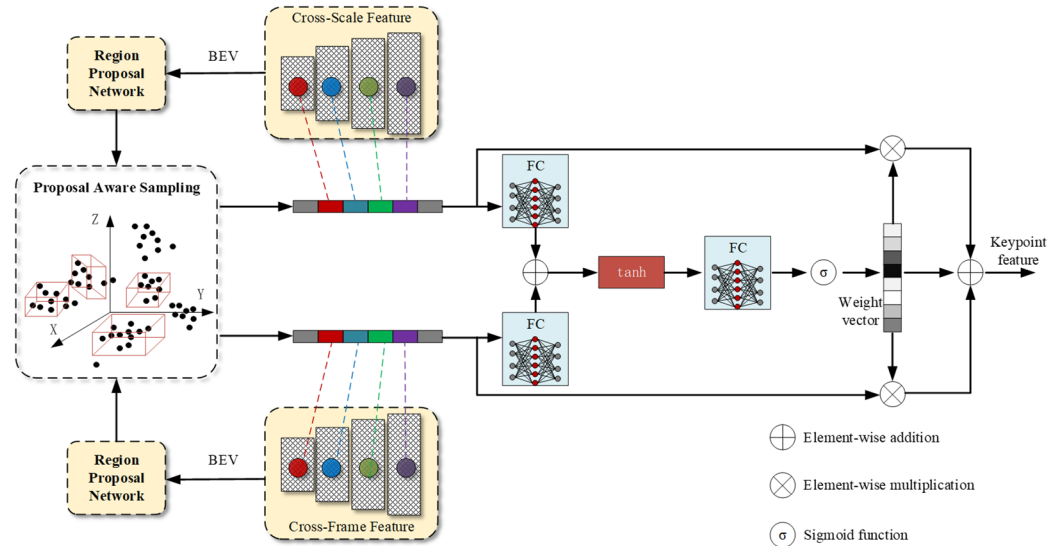 Cross-Scale Feature
Region
Proposal
Network
BEV
Proposal Aware Sampling
Z
Y
X
FC
FC
tanh
FC
σ
Weight
vector
Keypoint
feature
Region
Proposal
Network
BEV
Cross-Frame Feature
Element-wise addition
Element-wise multiplication
σ
Sigmoid function